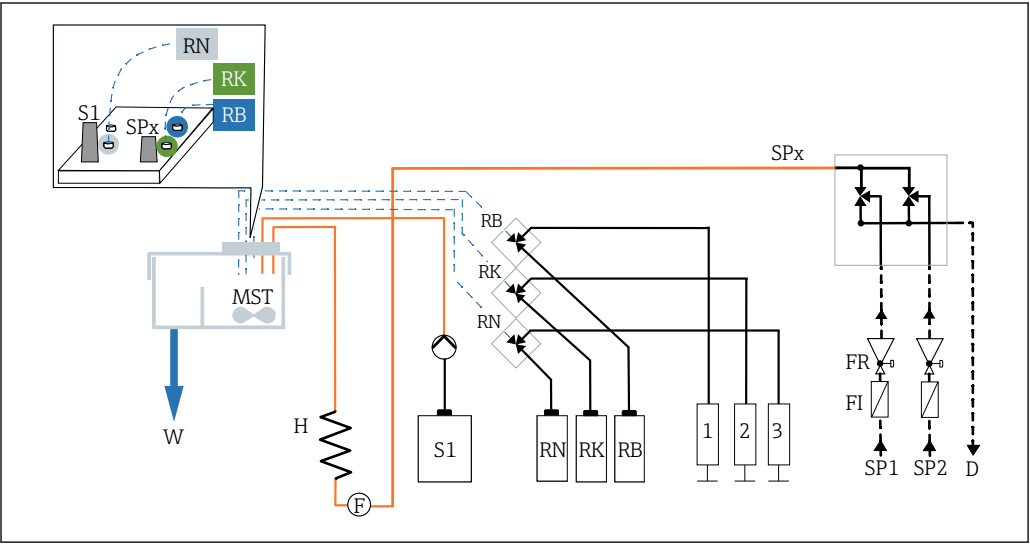 RN
RK
RB
S1
SPx
SPx
RB
RK
RN
MST
W
H
F
S1
RN
RK
RB
1
2
3
FR
FI
SP1
SP2
D